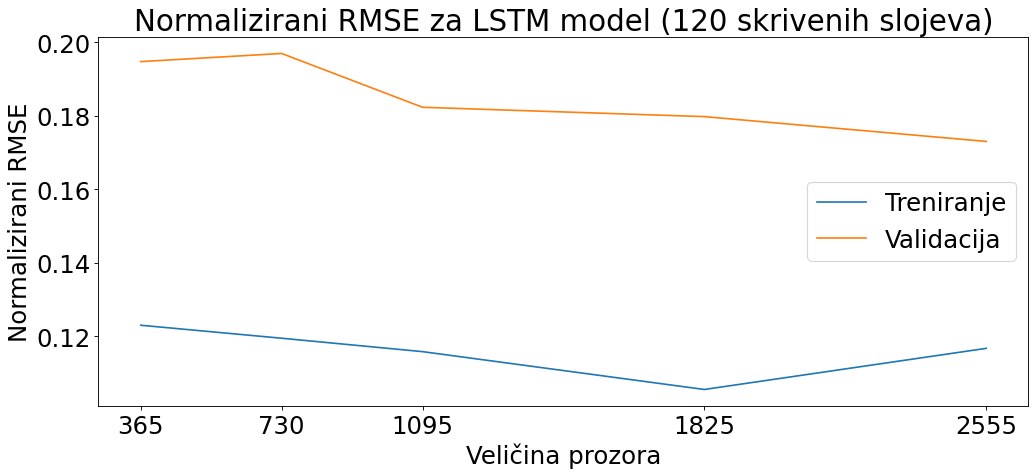 Normalizirani RMSE za LSTM model (120 skrivenih slojeva)
Normalizirani RMSE
0.20
0.18
0.16
0.14
0.12
Treniranje
Validacija
365 730 1095 1825 2555
Veličina prozora